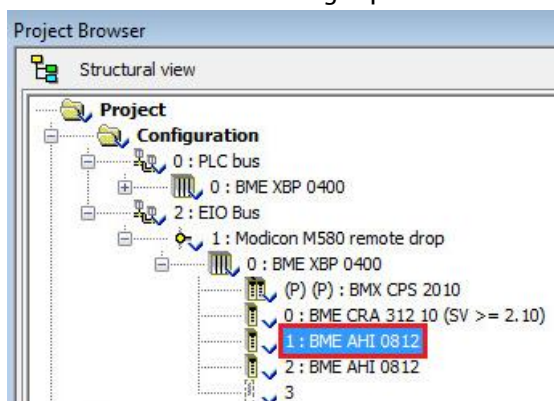 Project Browser
Structural view
Project
Configuration
0 : PLC bus
0 : BME XBP 0400
2 : EIO Bus
1 : Modicon M580 remote drop
0 : BME XBP 0400
(P) (P) : BMX CPS 2010
0 : BME CRA 312 10 (SV >= 2.10)
1 : BME AHI 0812
2 : BME AHI 0812
3